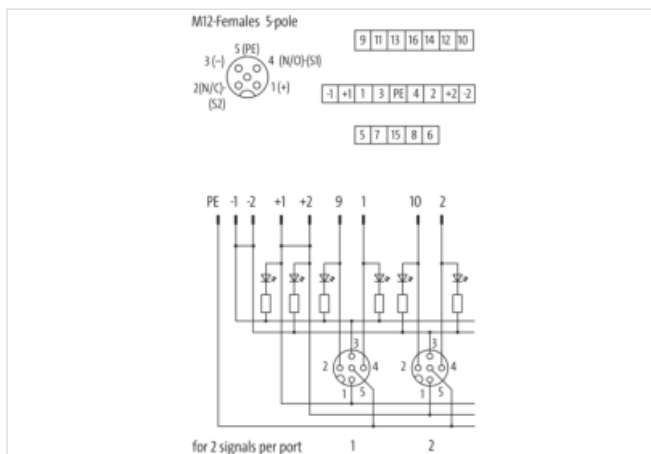 M12-Females 5-pole
9 11 13 16 14 12 10
5 (PE)
3 (–)
4 (N/O)-(S1)
2(N/C)-
(S2)
1 (+)
-1 +1 1 3 PE 4 2 +2 -2
5 7 15 8 6
PE -1 -2 +1 +2 9 1 10 2
3 3
2 4 2 4
1 5 1 5
for 2 signals per port 1 2